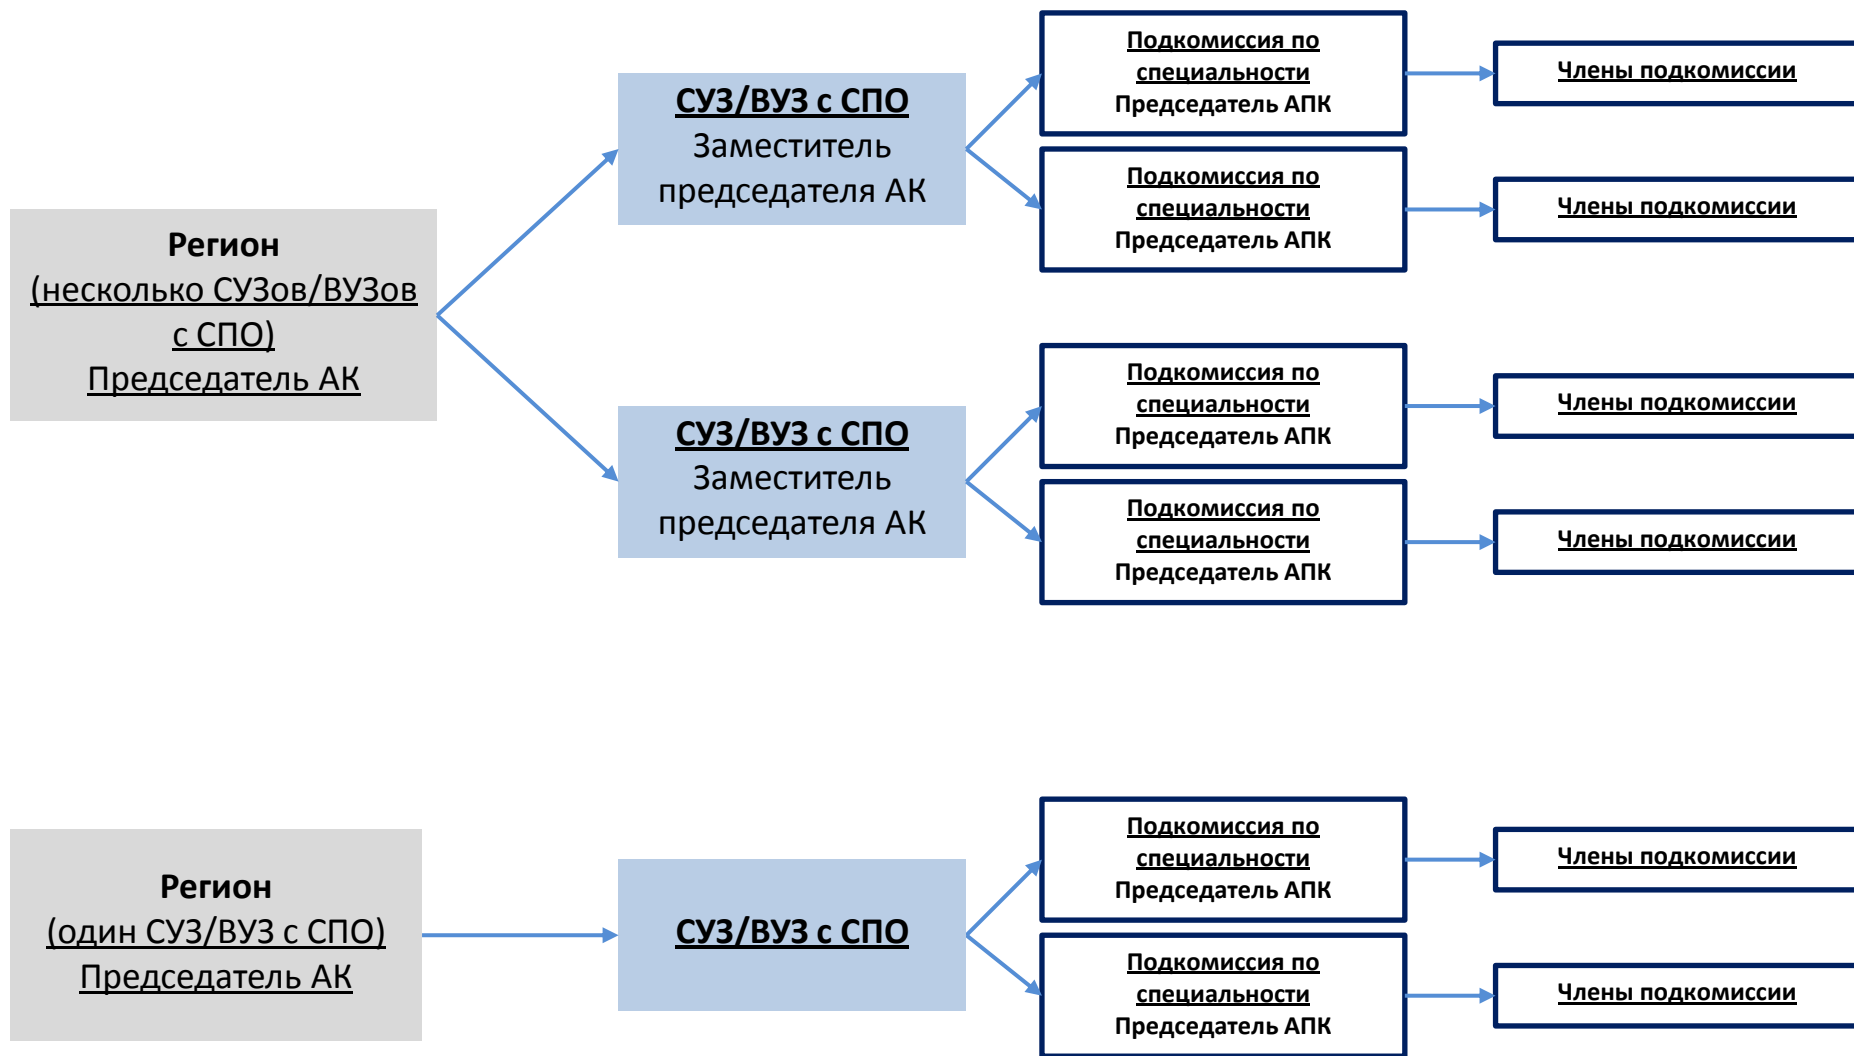 Регион
(несколько СУЗов/ВУЗов
с СПО)
Председатель АК
СУЗ/ВУЗ с СПО
Заместитель
председателя АК
Подкомиссия по
специальности
Председатель АПК
Члены подкомиссии
Подкомиссия по
специальности
Председатель АПК
Члены подкомиссии
СУЗ/ВУЗ с СПО
Заместитель
председателя АК
Подкомиссия по
специальности
Председатель АПК
Члены подкомиссии
Подкомиссия по
специальности
Председатель АПК
Члены подкомиссии
Регион
(один СУЗ/ВУЗ с СПО)
Председатель АК
СУЗ/ВУЗ с СПО
Подкомиссия по
специальности
Председатель АПК
Члены подкомиссии
Подкомиссия по
специальности
Председатель АПК
Члены подкомиссии